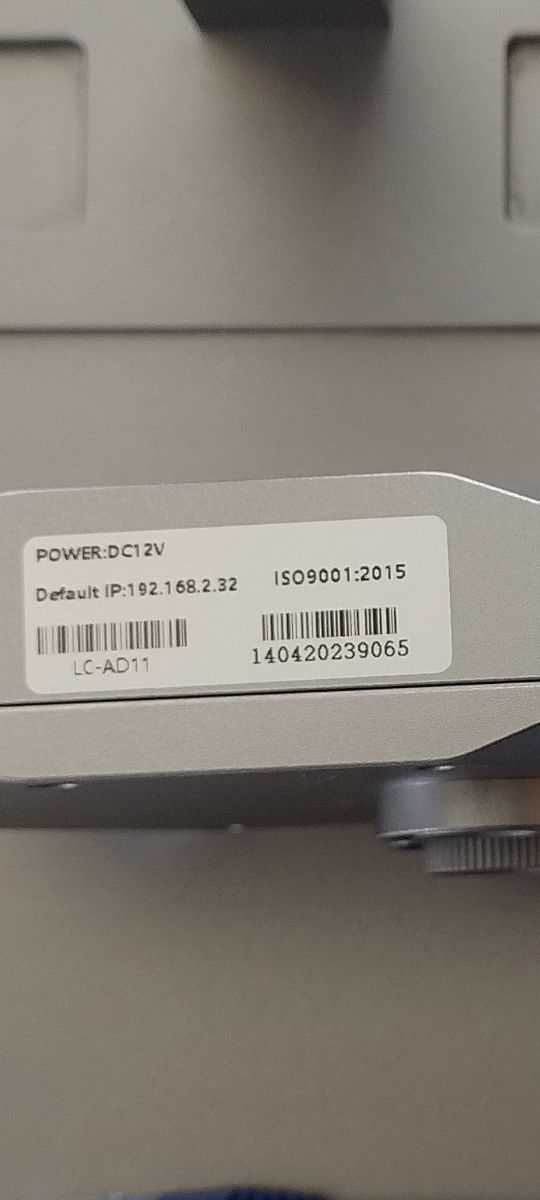 POWER:DC12V
Default IP:192.168.2.32
ISO9001:2015
LC-AD11
140420239065